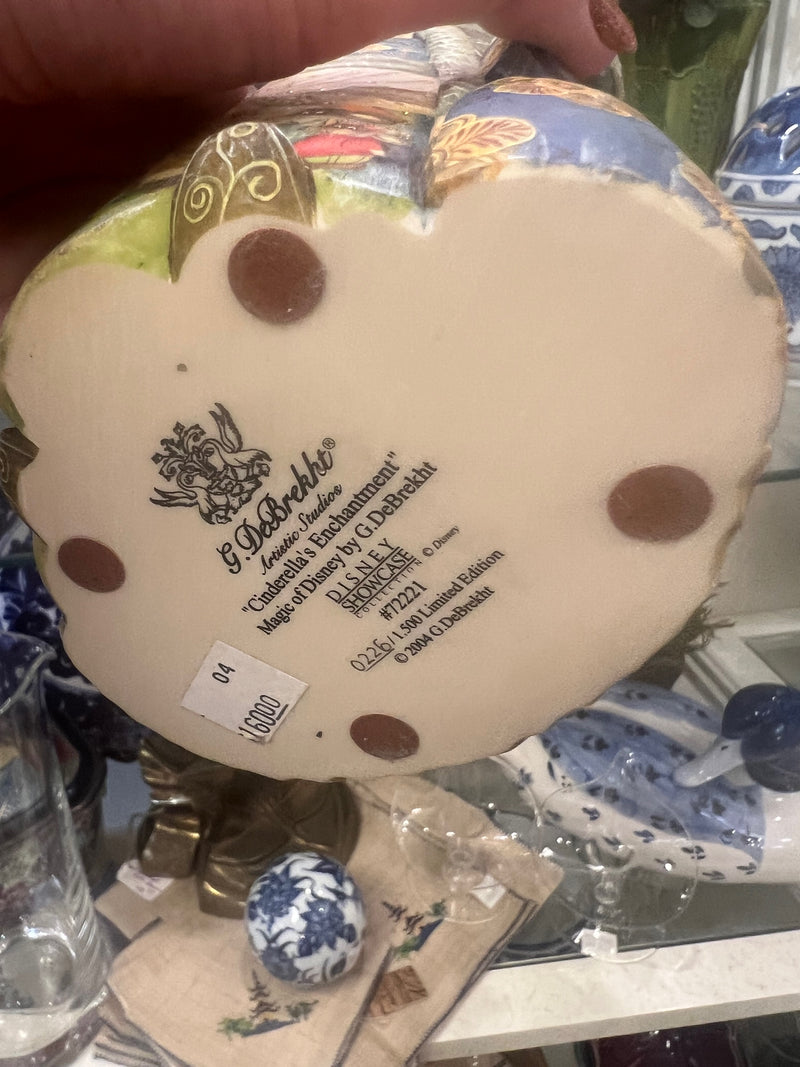 G.DeBrekht®
Artistic Studios
"Cinderella's Enchantment"
Magic of Disney by G.DeBrekht
DISNEY
SHOWCASE
COLLECTION © Disney
#72221
0226/1,500 Limited Edition
© 2004 G.DeBrekht
04
16000